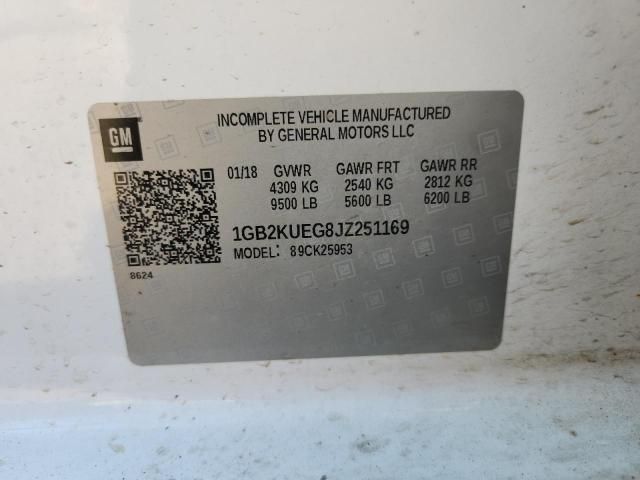 GM
INCOMPLETE VEHICLE MANUFACTURED
BY GENERAL MOTORS LLC
01/18 GVWR GAWR FRT GAWR RR
4309 KG 2540 KG 2812 KG
9500 LB 5600 LB 6200 LB
1GB2KUEG8JZ251169
MODEL: 89CK25953
8624